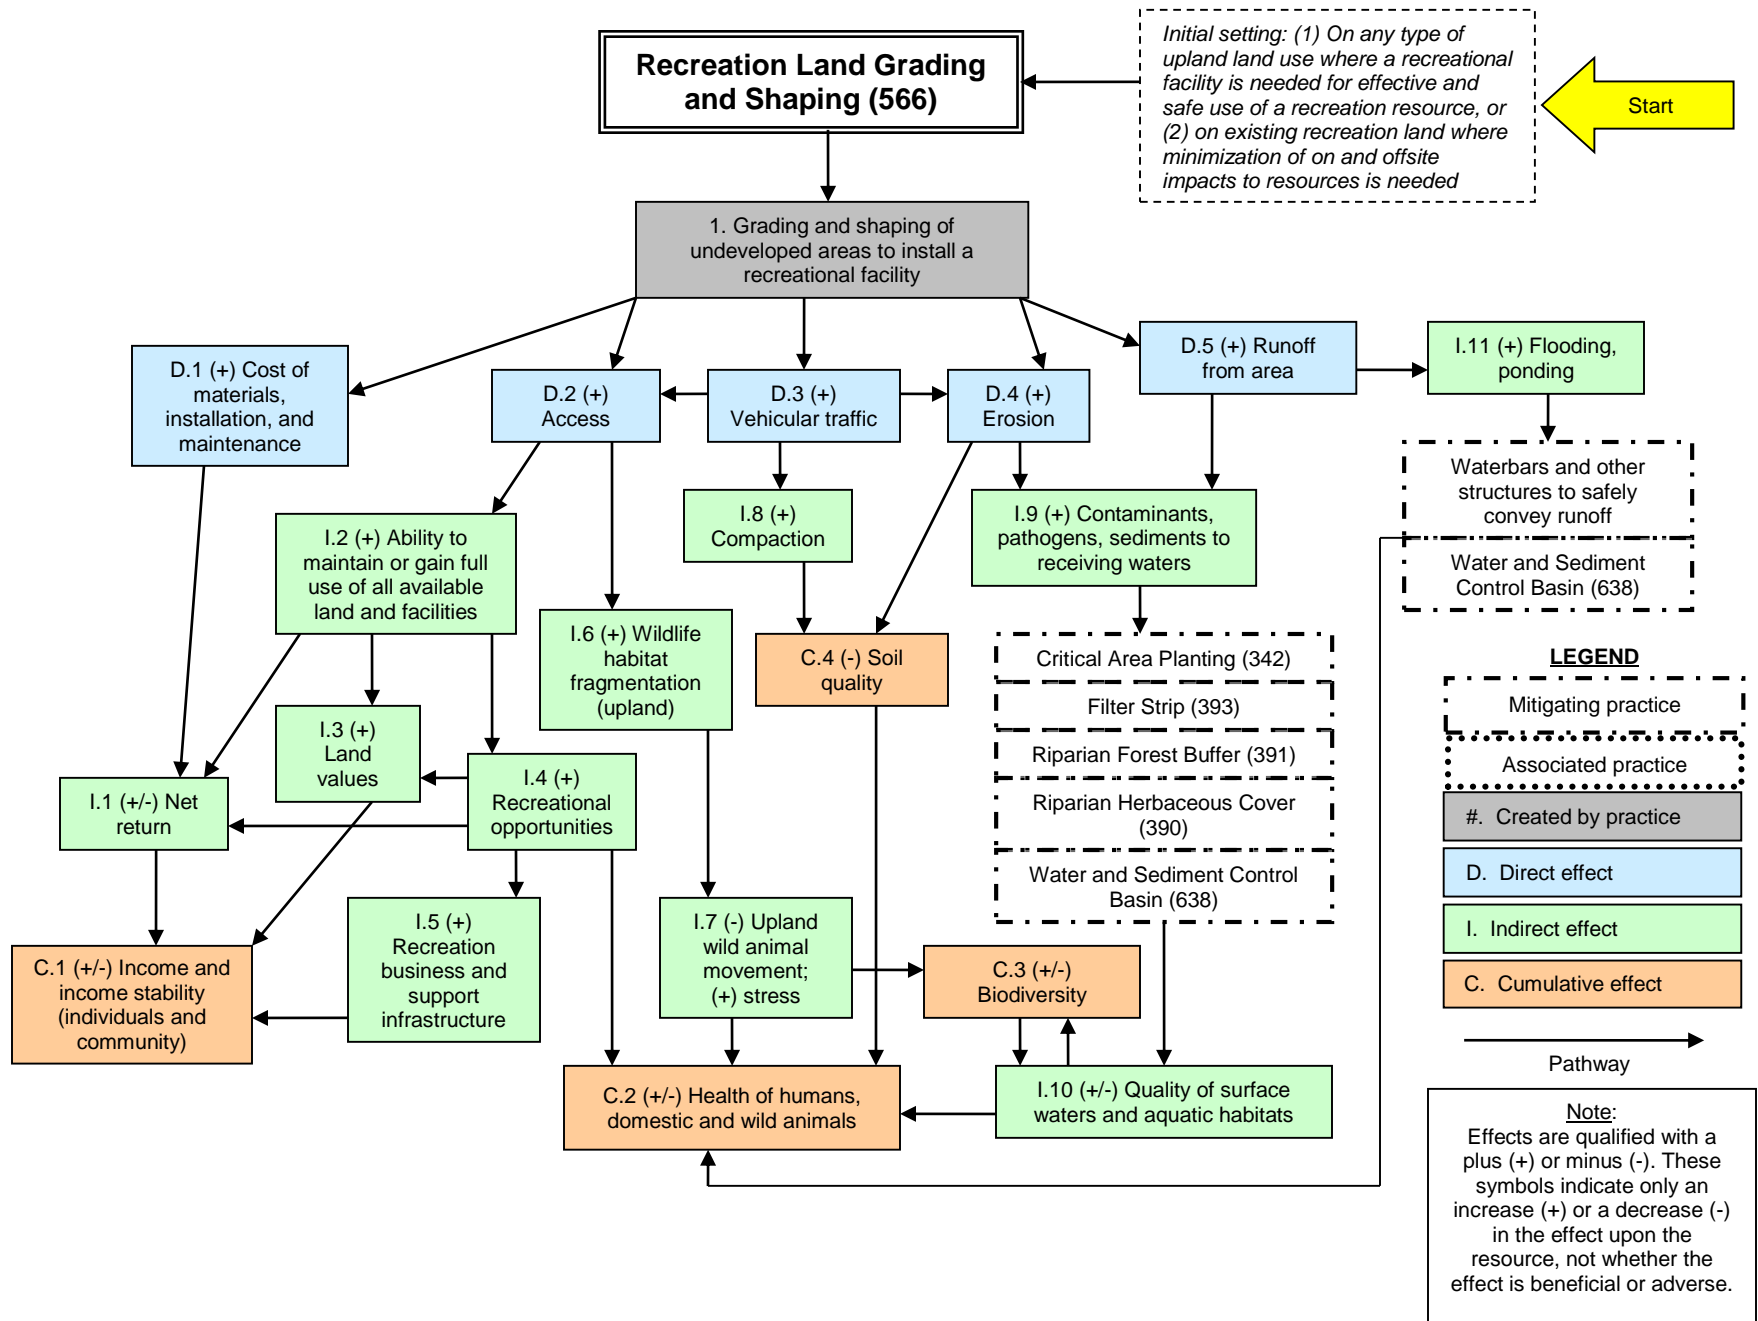 Recreation Land Grading
and Shaping (566)
Initial setting: (1) On any type of
upland land use where a recreational
facility is needed for effective and
safe use of a recreation resource, or
(2) on existing recreation land where
minimization of on and offsite
impacts to resources is needed
Start
1. Grading and shaping of
undeveloped areas to install a
recreational facility
D.1 (+) Cost of
materials,
installation, and
maintenance
D.2 (+)
Access
D.3 (+)
Vehicular traffic
D.4 (+)
Erosion
D.5 (+) Runoff
from area
I.11 (+) Flooding,
ponding
Waterbars and other
structures to safely
convey runoff
Water and Sediment
Control Basin (638)
I.2 (+) Ability to
maintain or gain full
use of all available
land and facilities
I.8 (+)
Compaction
I.9 (+) Contaminants,
pathogens, sediments to
receiving waters
I.6 (+) Wildlife
habitat
fragmentation
(upland)
C.4 (-) Soil
quality
Critical Area Planting (342)
Filter Strip (393)
Riparian Forest Buffer (391)
Riparian Herbaceous Cover
(390)
Water and Sediment Control
Basin (638)
I.3 (+)
Land
values
I.4 (+)
Recreational
opportunities
I.1 (+/-) Net
return
I.5 (+)
Recreation
business and
support
infrastructure
I.7 (-) Upland
wild animal
movement;
(+) stress
C.3 (+/-)
Biodiversity
C.1 (+/-) Income and
income stability
(individuals and
community)
C.2 (+/-) Health of humans,
domestic and wild animals
I.10 (+/-) Quality of surface
waters and aquatic habitats
LEGEND
Mitigating practice
Associated practice
#. Created by practice
D. Direct effect
I. Indirect effect
C. Cumulative effect
Pathway
Note:
Effects are qualified with a
plus (+) or minus (-). These
symbols indicate only an
increase (+) or a decrease (-)
in the effect upon the
resource, not whether the
effect is beneficial or adverse.